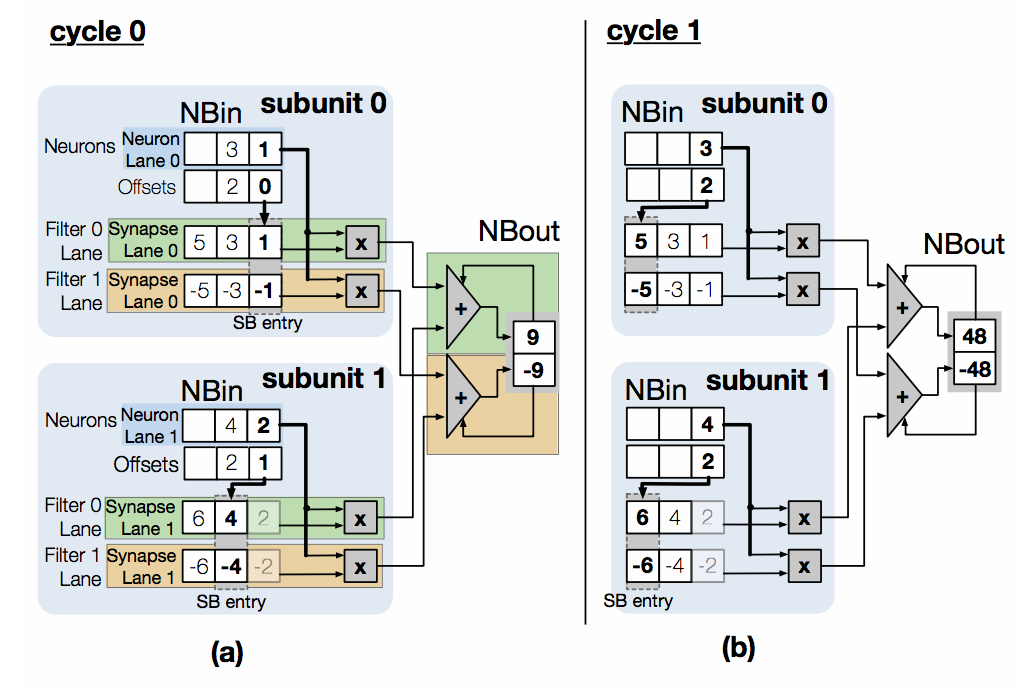 cycle 0
subunit 0
NBin
Neurons
Neuron
Lane 0
3 1
Offsets
2 0
Filter 0
Lane
Synapse
Lane 0
5 3 1
x
Filter 1
Lane
Synapse
Lane 0
-5 -3 -1
x
SB entry
NBout
+
9
-9
+
subunit 1
NBin
Neurons
Neuron
Lane 1
4 2
Offsets
2 1
Filter 0
Lane
Synapse
Lane 1
6 4 2
x
Filter 1
Lane
Synapse
Lane 1
-6 -4 -2
x
SB entry
(a)
cycle 1
subunit 0
NBin
3
2
5 3 1
x
-5 -3 -1
x
NBout
+
48
-48
+
subunit 1
NBin
4
2
6 4 2
x
-6 -4 -2
x
SB entry
(b)